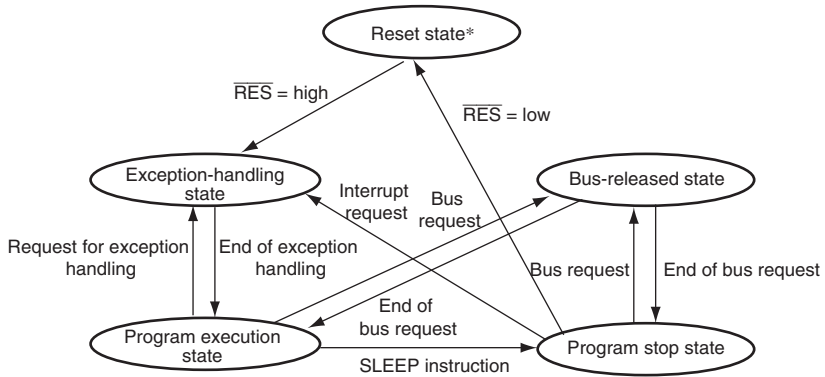 Reset state*
RES = high
RES = low
Exception-handling
state
Bus-released state
Interrupt
request
Bus
request
Request for exception
handling
End of exception
handling
Bus request
End of bus request
End of
bus request
Program execution
state
Program stop state
SLEEP instruction